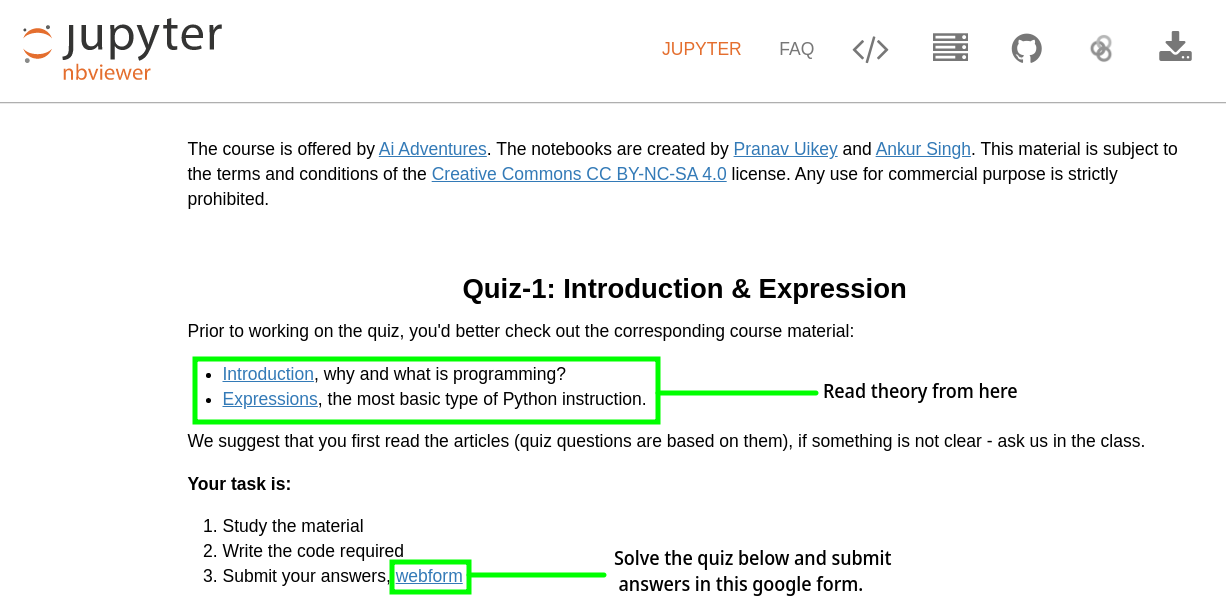 jupyter
nbviewer
JUPYTER FAQ
The course is offered by Ai Adventures. The notebooks are created by Pranav Uikey and Ankur Singh. This material is subject to
the terms and conditions of the Creative Commons CC BY-NC-SA 4.0 license. Any use for commercial purpose is strictly
prohibited.
Quiz-1: Introduction & Expression
Prior to working on the quiz, you'd better check out the corresponding course material:
• Introduction, why and what is programming?
• Expressions, the most basic type of Python instruction.
Read theory from here
We suggest that you first read the articles (quiz questions are based on them), if something is not clear - ask us in the class.
Your task is:
1. Study the material
2. Write the code required
3. Submit your answers, webform
Solve the quiz below and submit
answers in this google form.